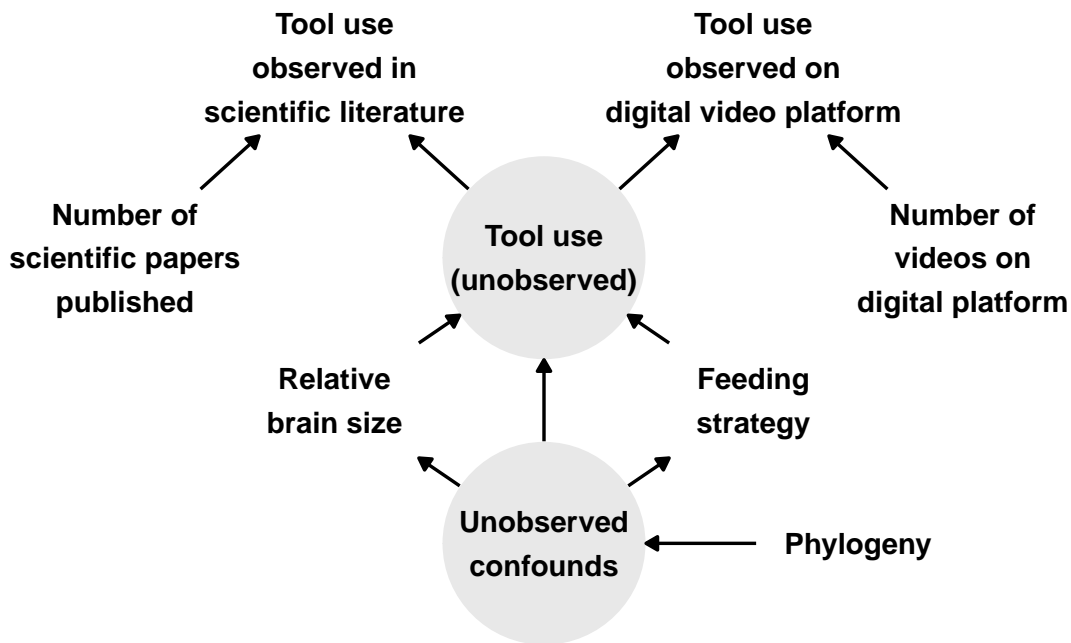 Tool use
observed in
scientific literature
Tool use
observed on
digital video platform
Number of
scientific papers
published
Tool use
(unobserved)
Number of
videos on
digital platform
Relative
brain size
Feeding
strategy
Unobserved
confounds
Phylogeny